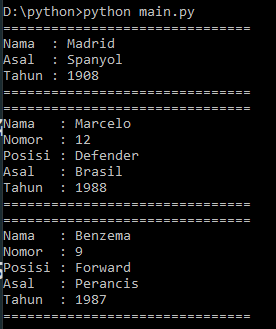 D:\python>python main.py
==============================
Nama  : Madrid
Asal  : Spanyol
Tahun : 1908
==============================
==============================
Nama   : Marcelo
Nomor  : 12
Posisi : Defender
Asal   : Brasil
Tahun  : 1988
==============================
==============================
Nama   : Benzema
Nomor  : 9
Posisi : Forward
Asal   : Perancis
Tahun  : 1987
==============================